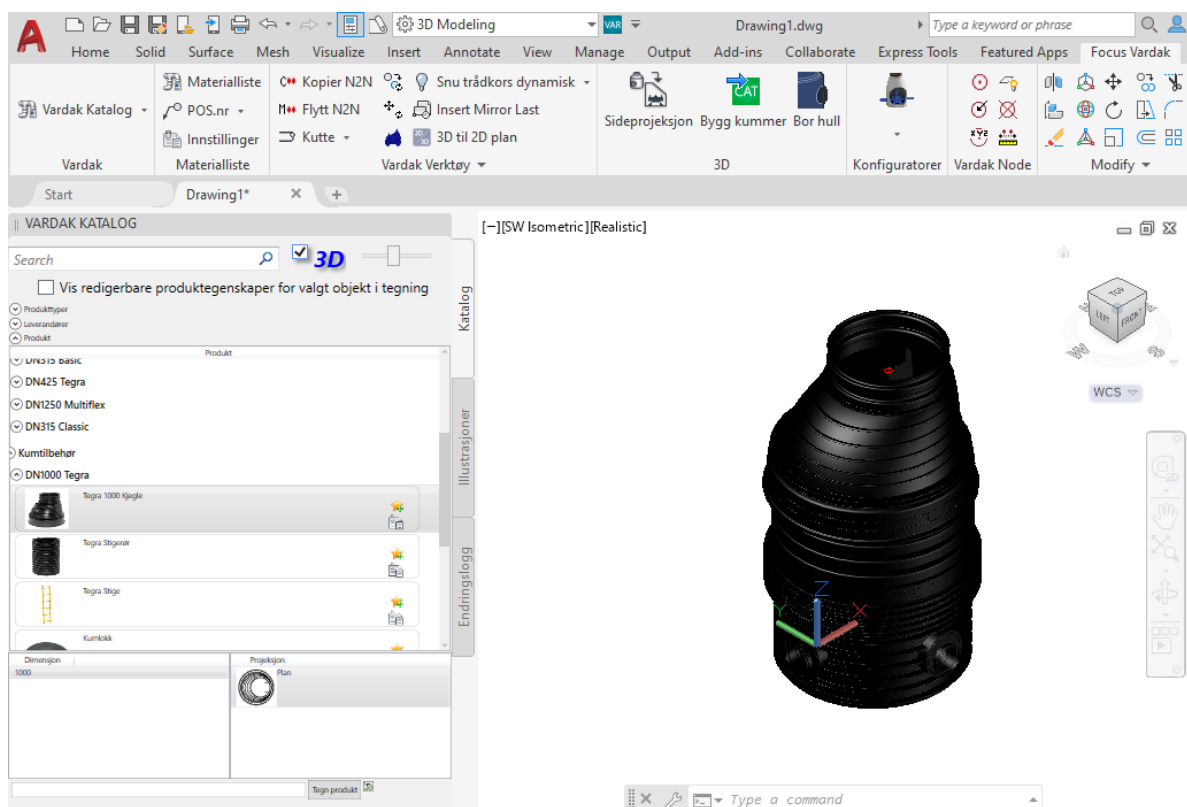 A 3D Modeling VAR Drawing1.dwg Type a keyword or phrase
Home Solid Surface Mesh Visualize Insert Annotate View Manage Output Add-ins Collaborate Express Tools Featured Apps Focus Vardak
Materialliste C Kopier N2N Snu trådkors dynamisk
Vardak Katalog POS.nr M Flytt N2N Insert Mirror Last Sideprojeksjon CAT Bygg kummer Bor hull
Innstillinger Kutte 3D til 2D plan
Vardak Materialliste Vardak Verktøy 3D Konfiguratorer Vardak Node Modify
Start Drawing1* +
VARDAK KATALOG
[−][SW Isometric][Realistic]
Search 3D
Vis redigerbare produktegenskaper for valgt objekt i tegning
Produkttyper
Leverandører
Produkt
Produkt
DN315 Basic
DN425 Tegra
DN1250 Multiflex
DN315 Classic
Kumtilbehør
DN1000 Tegra
Tegra 1000 Kjegle
Tegra Stigerør
Tegra Stige
Kumlokk
Dimensjon Projeksjon
1000 Plan
Tegn produkt
Katalog
Illustrasjoner
Endringslogg
TOP
LEFT FRONT
W S
WCS
2D
Z
Y X
Type a command